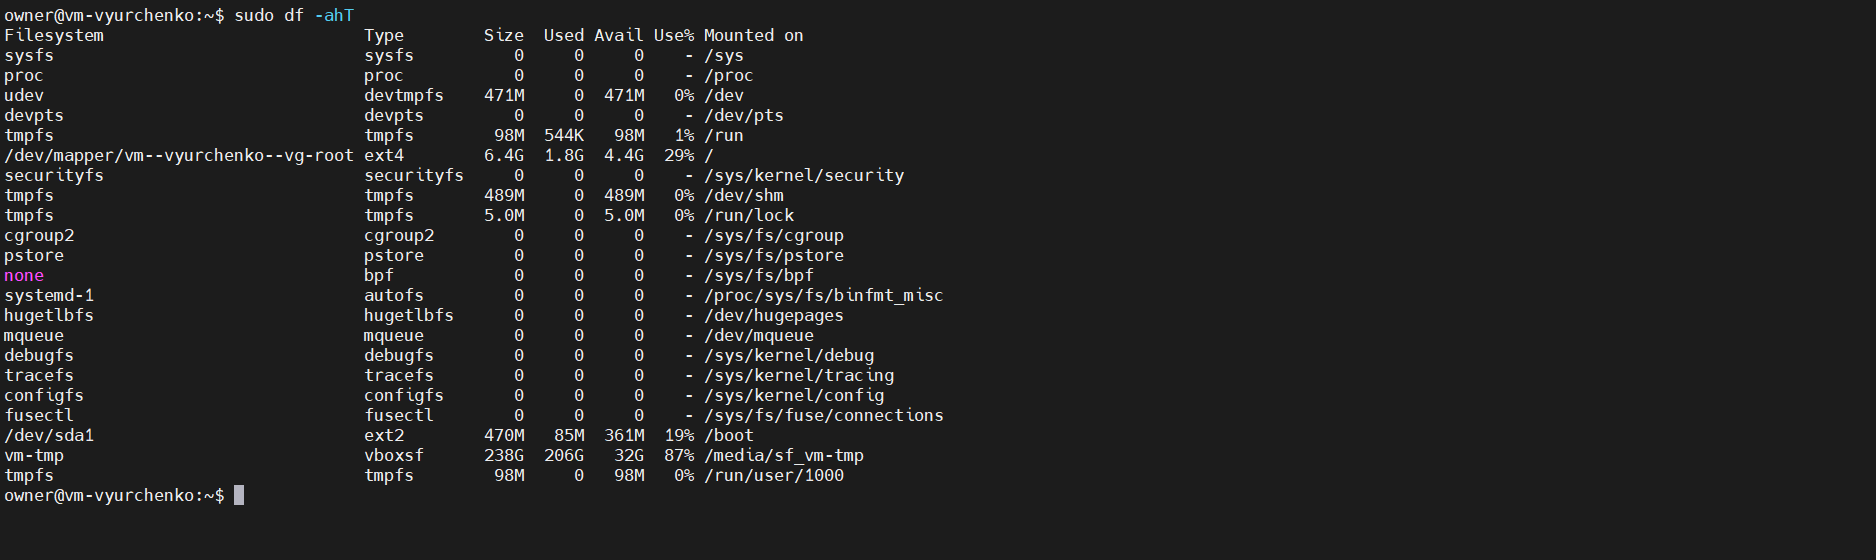 owner@vm-vyurchenko:~$ sudo df -ahT
Filesystem                          Type        Size  Used Avail Use% Mounted on
sysfs                               sysfs          0     0     0    - /sys
proc                                proc           0     0     0    - /proc
udev                                devtmpfs    471M     0  471M   0% /dev
devpts                              devpts         0     0     0    - /dev/pts
tmpfs                               tmpfs        98M  544K   98M   1% /run
/dev/mapper/vm--vyurchenko--vg-root ext4        6.4G  1.8G  4.4G  29% /
securityfs                          securityfs     0     0     0    - /sys/kernel/security
tmpfs                               tmpfs       489M     0  489M   0% /dev/shm
tmpfs                               tmpfs       5.0M     0  5.0M   0% /run/lock
cgroup2                             cgroup2        0     0     0    - /sys/fs/cgroup
pstore                              pstore         0     0     0    - /sys/fs/pstore
none                                bpf            0     0     0    - /sys/fs/bpf
systemd-1                           autofs         0     0     0    - /proc/sys/fs/binfmt_misc
hugetlbfs                           hugetlbfs      0     0     0    - /dev/hugepages
mqueue                              mqueue         0     0     0    - /dev/mqueue
debugfs                             debugfs        0     0     0    - /sys/kernel/debug
tracefs                             tracefs        0     0     0    - /sys/kernel/tracing
configfs                            configfs       0     0     0    - /sys/kernel/config
fusectl                             fusectl        0     0     0    - /sys/fs/fuse/connections
/dev/sda1                           ext2        470M   85M  361M  19% /boot
vm-tmp                              vboxsf      238G  206G   32G  87% /media/sf_vm-tmp
tmpfs                               tmpfs        98M     0   98M   0% /run/user/1000
owner@vm-vyurchenko:~$